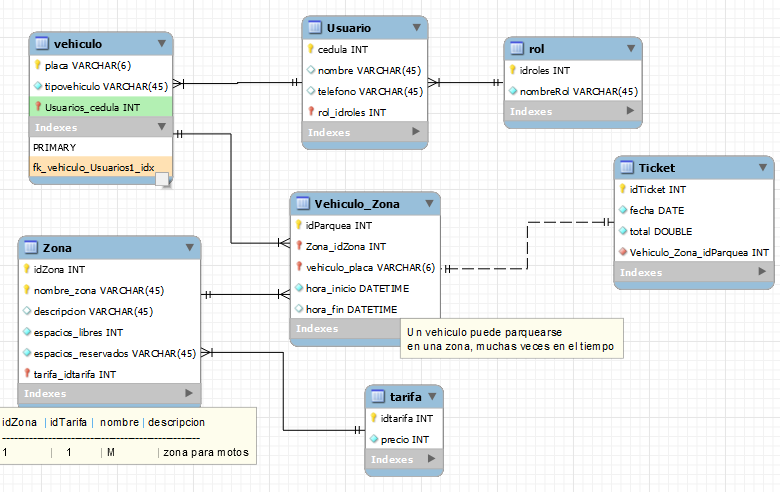 vehiculo
placa VARCHAR(6)
tipovehiculo VARCHAR(45)
Usuarios_cedula INT
Indexes
PRIMARY
fk_vehiculo_Usuarios1_idx
Usuario
cedula INT
nombre VARCHAR(45)
telefono VARCHAR(45)
rol_idroles INT
Indexes
rol
idroles INT
nombreRol VARCHAR(45)
Indexes
Ticket
idTicket INT
fecha DATE
total DOUBLE
Vehiculo_Zona_idParquea INT
Indexes
Vehiculo_Zona
idParquea INT
Zona_idZona INT
vehiculo_placa VARCHAR(6)
hora_inicio DATETIME
hora_fin DATETIME
Indexes
Un vehiculo puede parquearse
en una zona, muchas veces en el tiempo
Zona
idZona INT
nombre_zona VARCHAR(45)
descripcion VARCHAR(45)
espacios_libres INT
espacios_reservados VARCHAR(45)
tarifa_idtarifa INT
Indexes
tarifa
idtarifa INT
precio INT
Indexes
idZona | idTarifa | nombre | descripcion
------------------------------------------------
1 | 1 | M | zona para motos